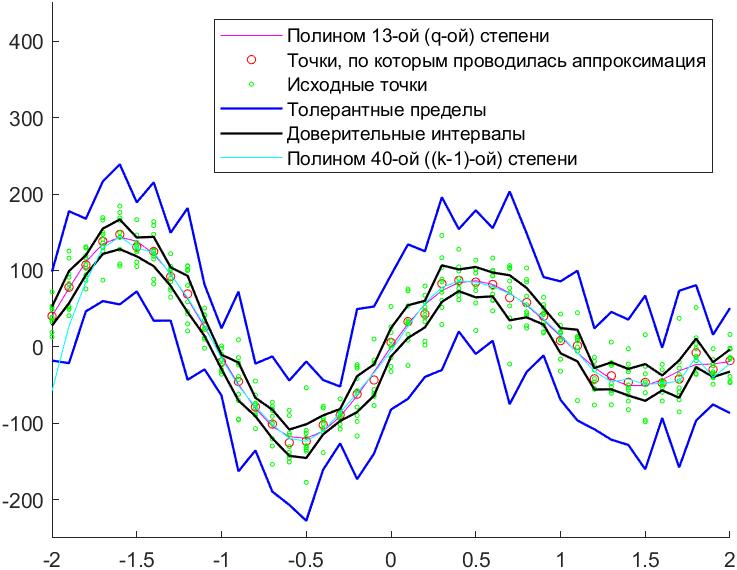 400
300
200
100
0
-100
-200
Полином 13-ой (q-ой) степени
Точки, по которым проводилась аппроксимация
Исходные точки
Толерантные пределы
Доверительные интервалы
Полином 40-ой ((k-1)-ой) степени
-2 -1.5 -1 -0.5 0 0.5 1 1.5 2